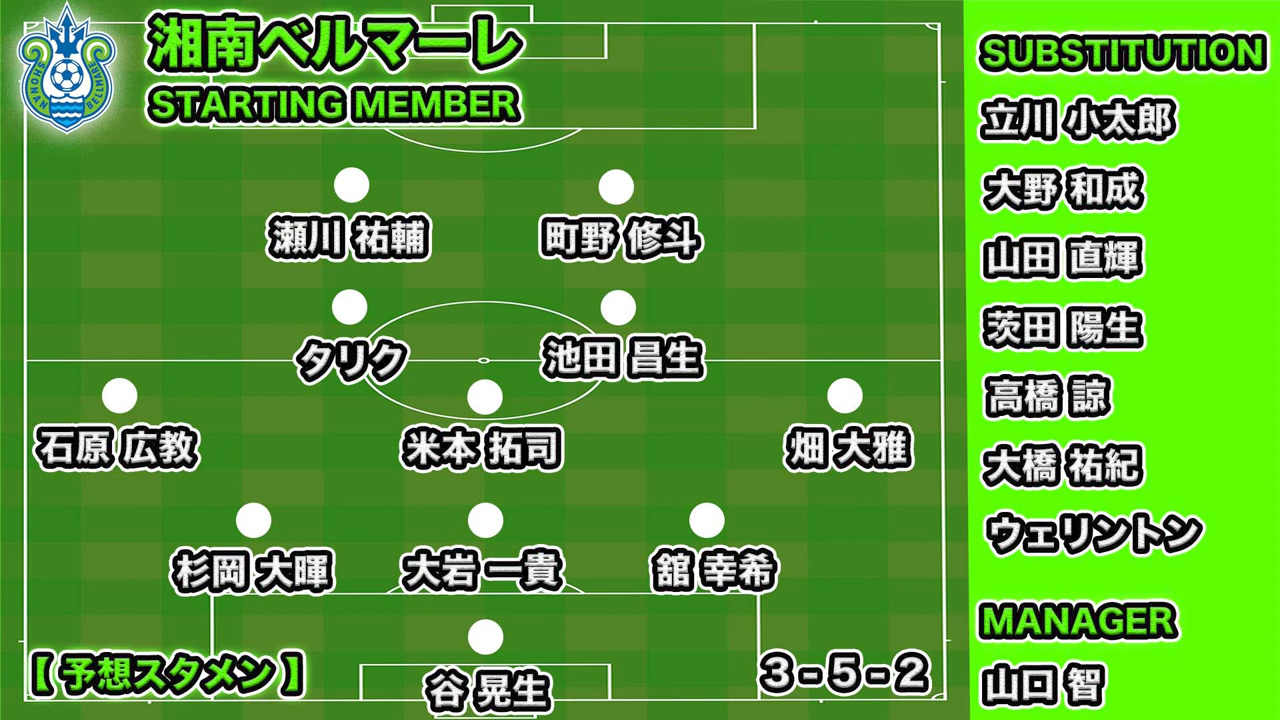 湘南ベルマーレ
STARTING MEMBER
SHONAN BELLMARE
瀬川 祐輔
町野 修斗
タリク
池田 昌生
石原 広教
米本 拓司
畑 大雅
杉岡 大暉
大岩 一貴
舘 幸希
谷 晃生
【 予想スタメン 】
3-5-2
SUBSTITUTION
立川 小太郎
大野 和成
山田 直輝
茨田 陽生
高橋 諒
大橋 祐紀
ウェリントン
MANAGER
山口 智